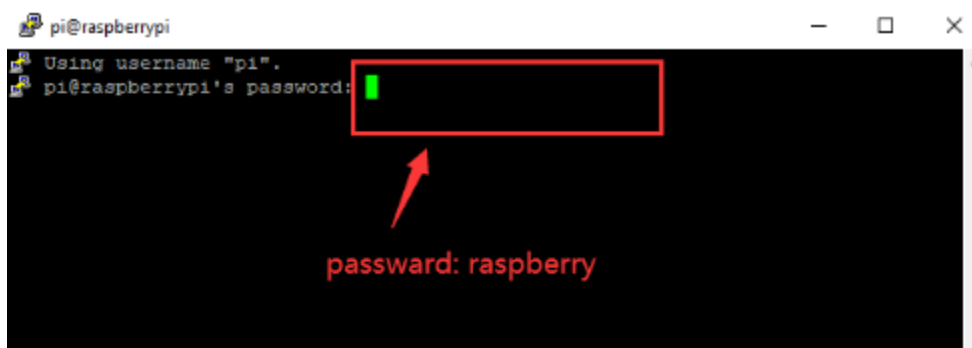 pi@raspberrypi
Using username "pi".
pi@raspberrypi's password:
passward: raspberry